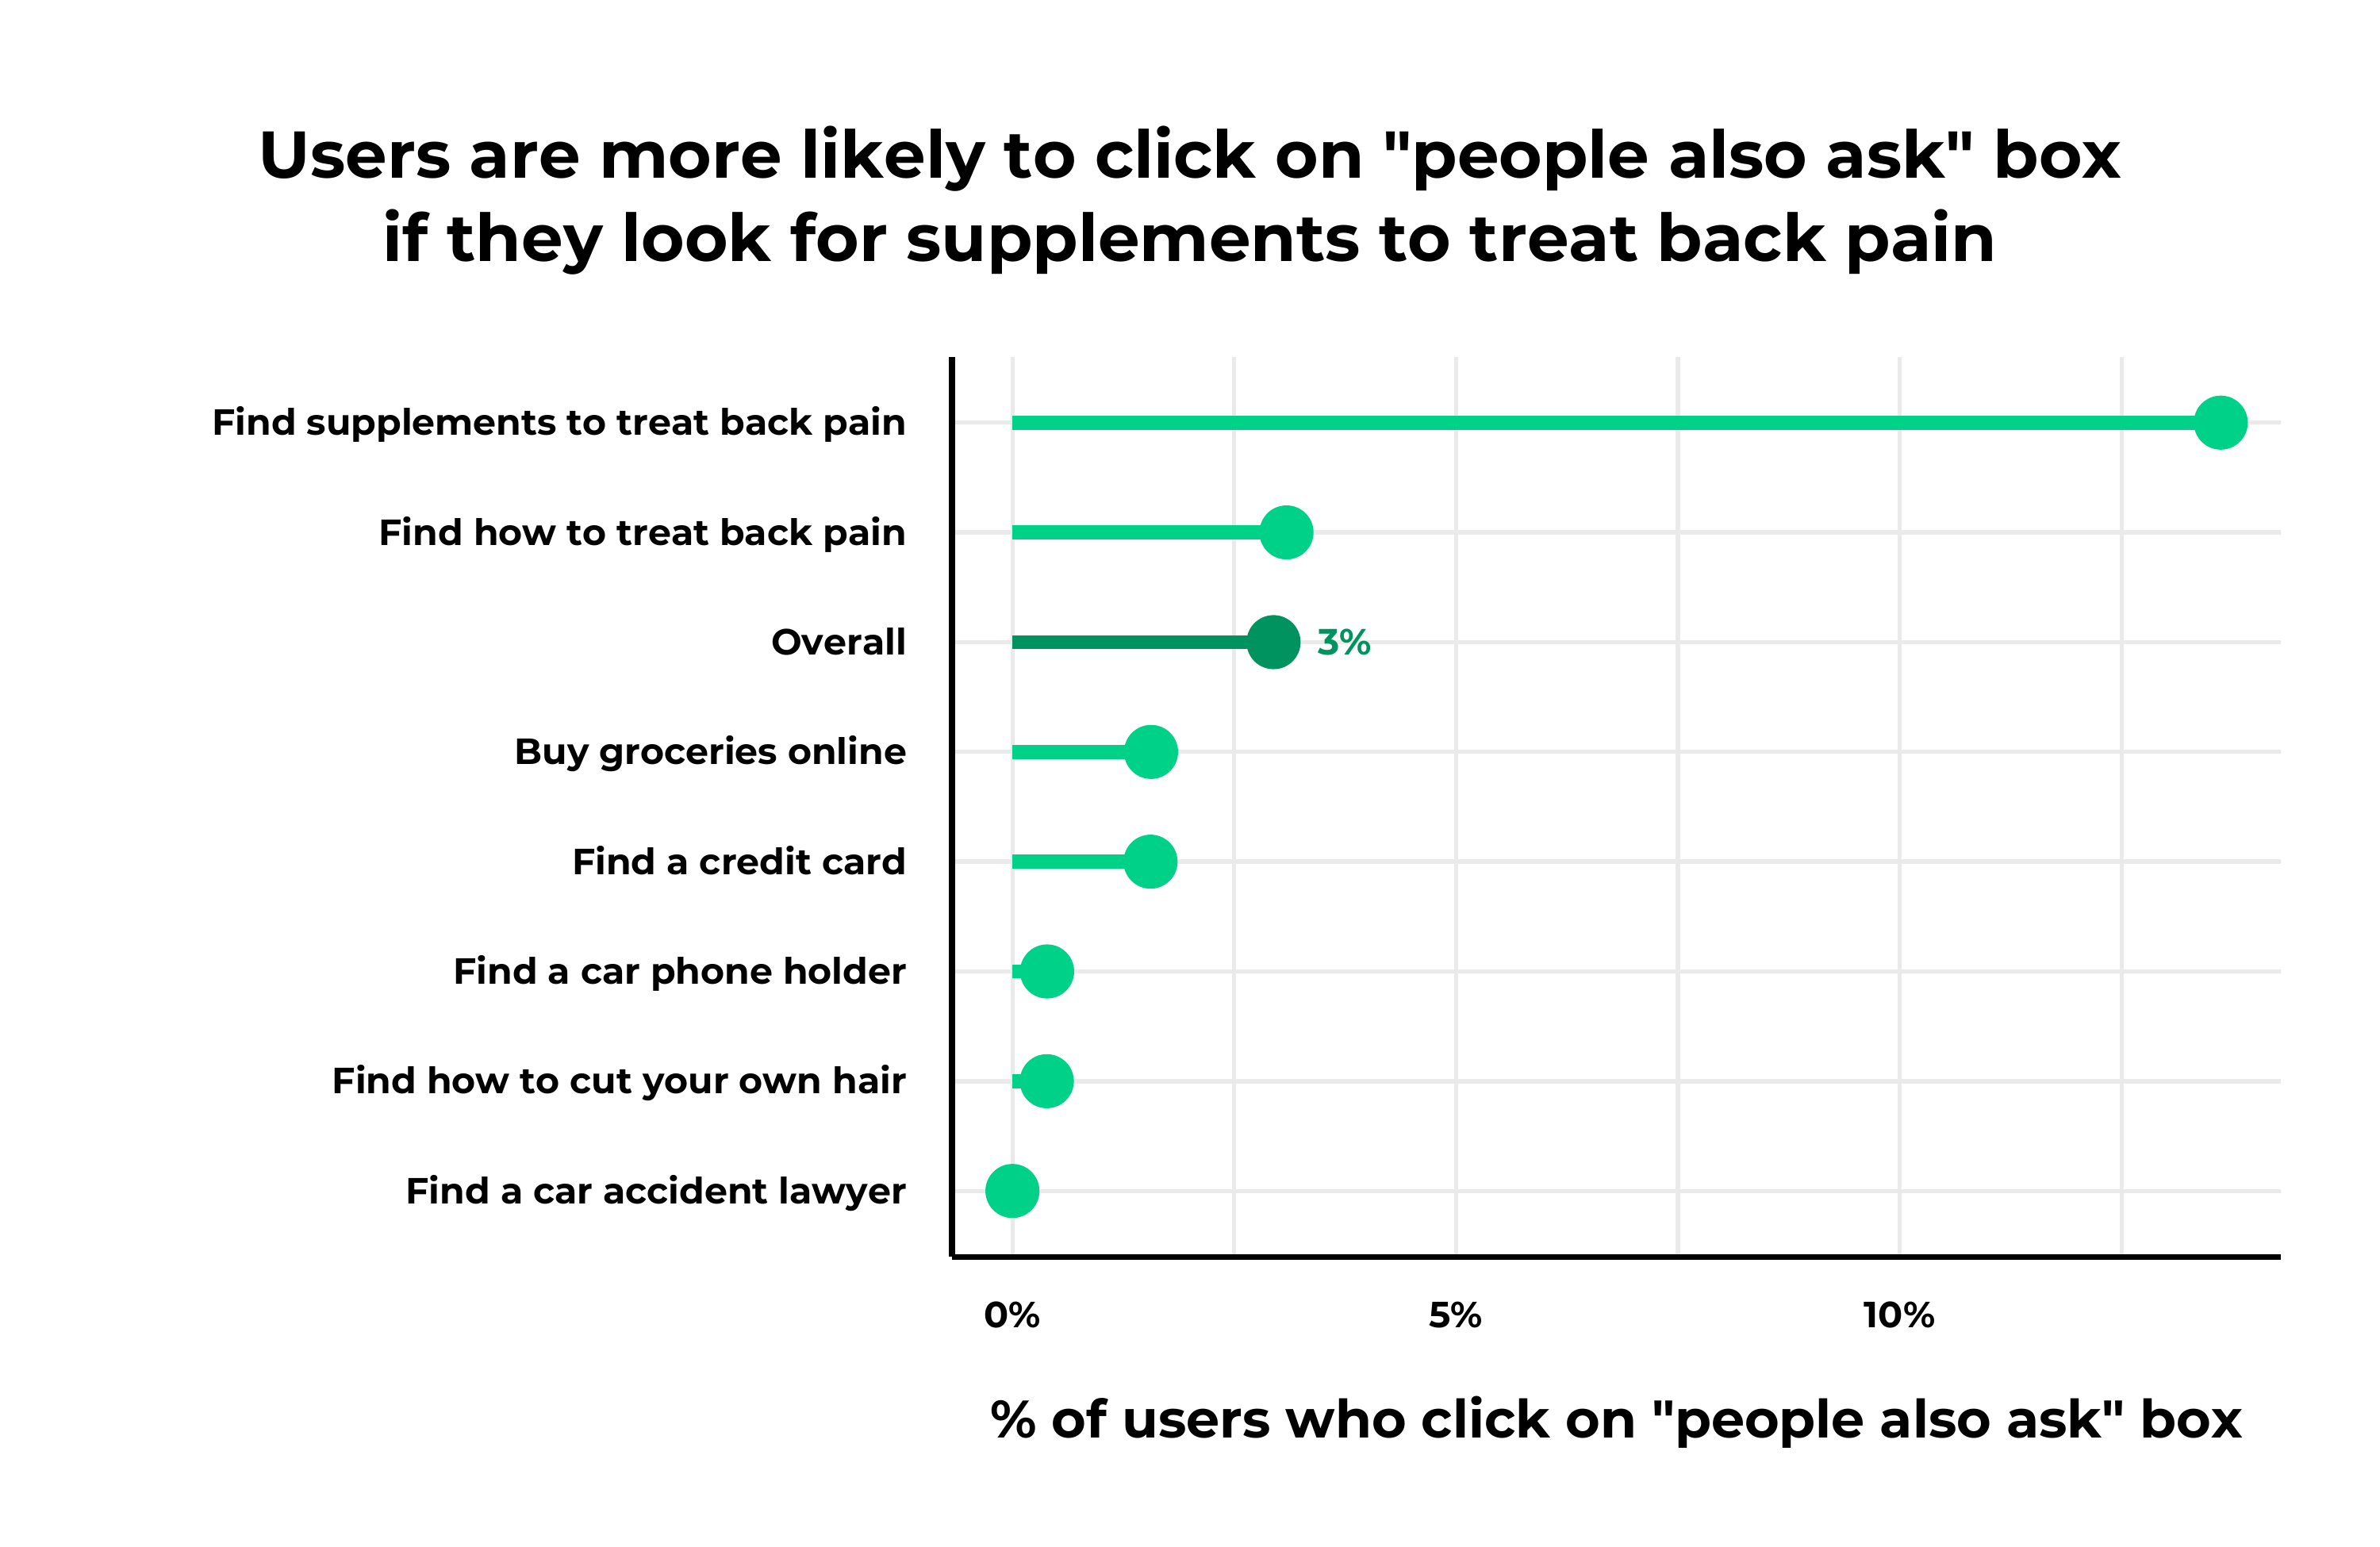 Users are more likely to click on "people also ask" box
if they look for supplements to treat back pain
Find supplements to treat back pain
Find how to treat back pain
Overall
3%
Buy groceries online
Find a credit card
Find a car phone holder
Find how to cut your own hair
Find a car accident lawyer
0%
5%
10%
% of users who click on "people also ask" box